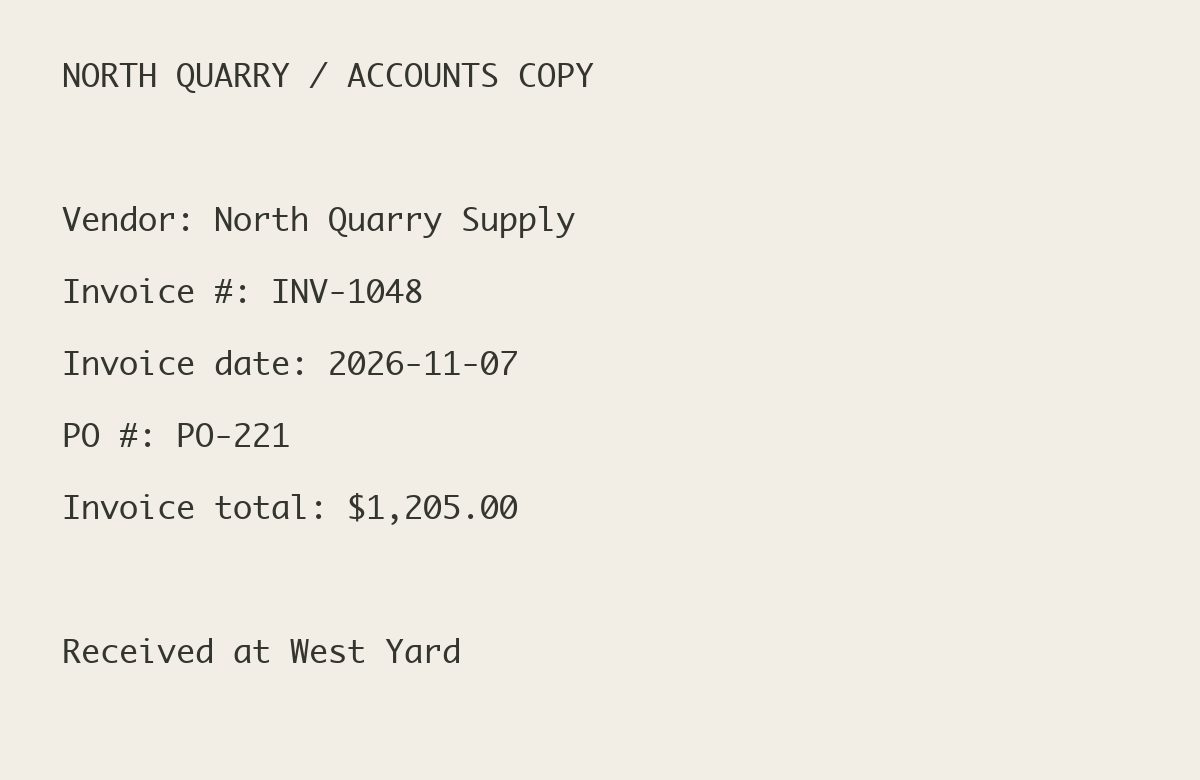 NORTH QUARRY / ACCOUNTS COPY
Vendor: North Quarry Supply
Invoice #: INV-1048
Invoice date: 2026-11-07
PO #: PO-221
Invoice total: $1,205.00
Received at West Yard